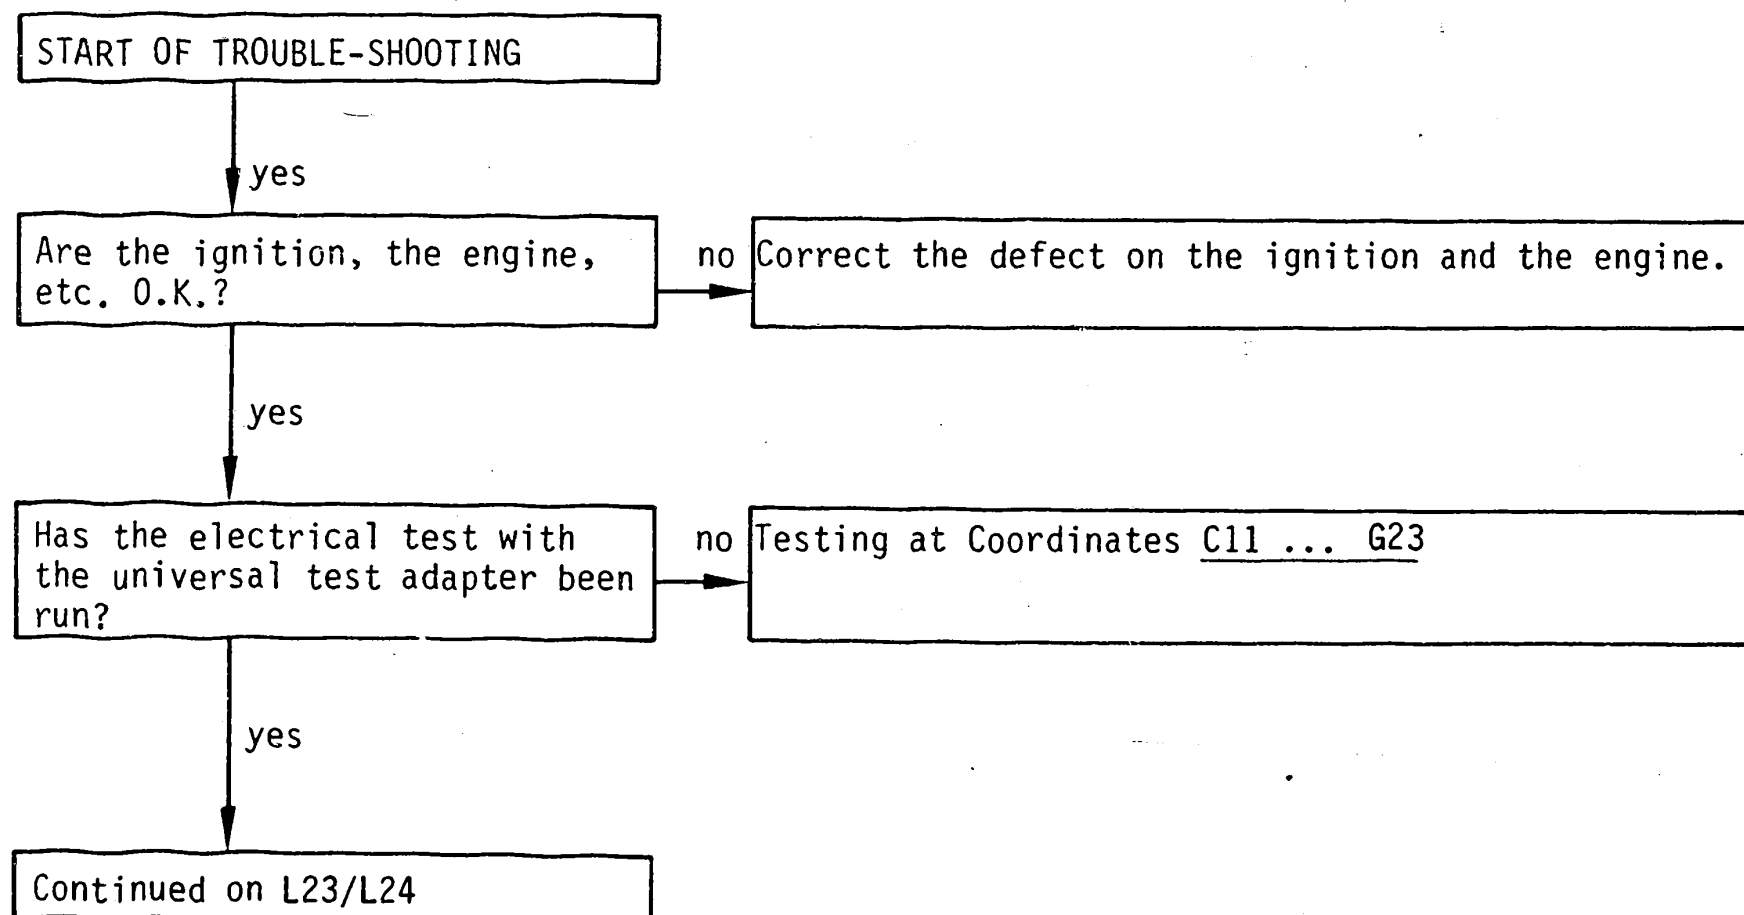 START OF TROUBLE-SHOOTING
yes
Are the ignition, the engine,
etc. O.K.?
no
Correct the defect on the ignition and the engine.
yes
Has the electrical test with
the universal test adapter been
run?
no
Testing at Coordinates C11 ... G23
yes
Continued on L23/L24